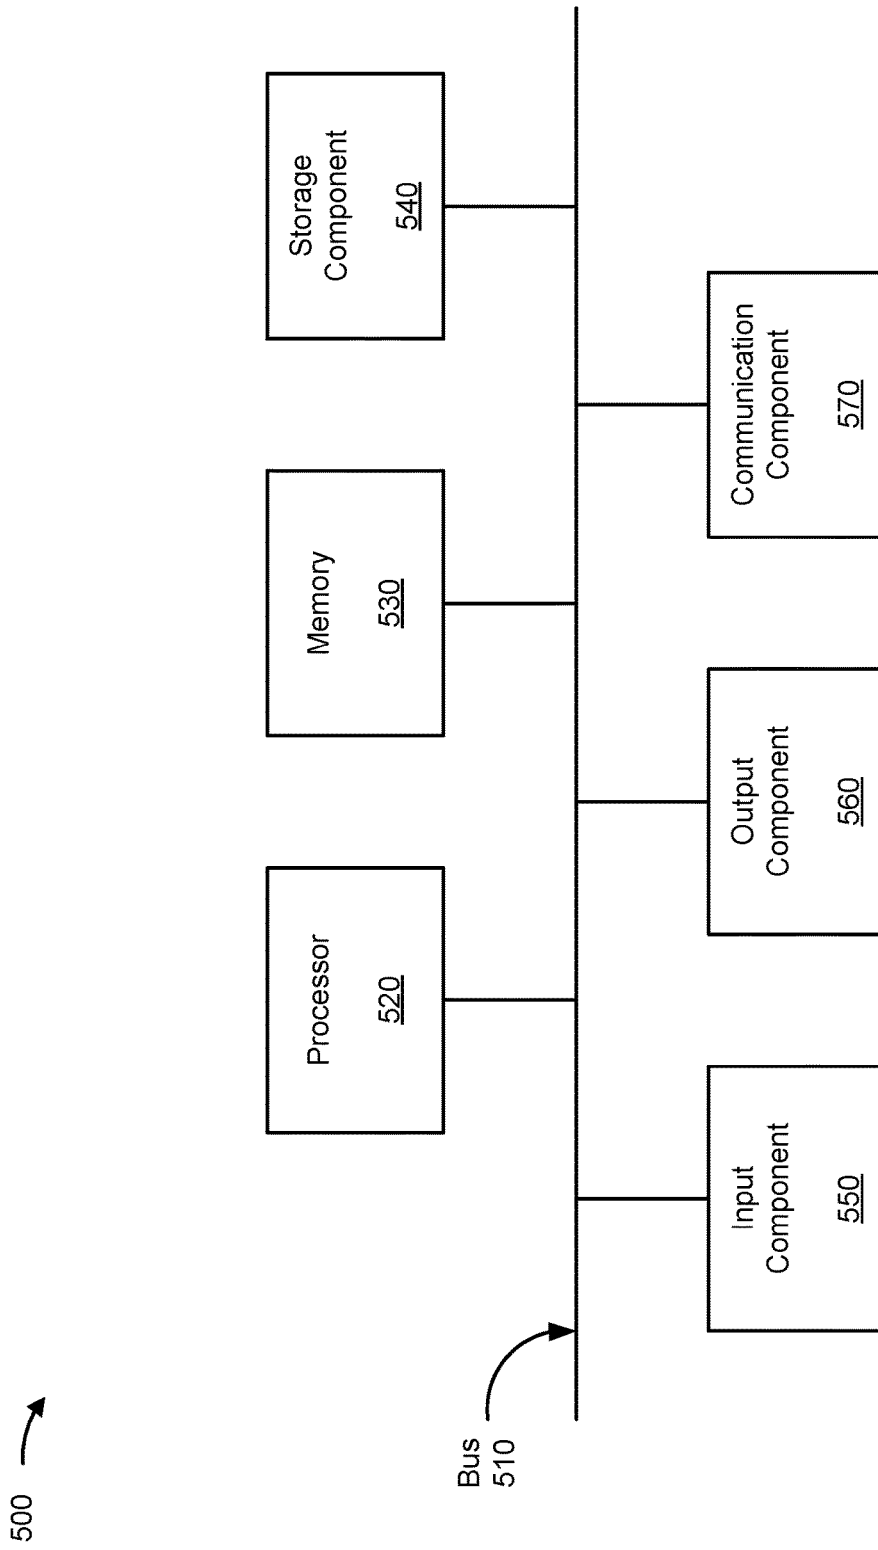 500
Processor
520
Memory
530
Storage
Component
540
Bus
510
Input
Component
550
Output
Component
560
Communication
Component
570